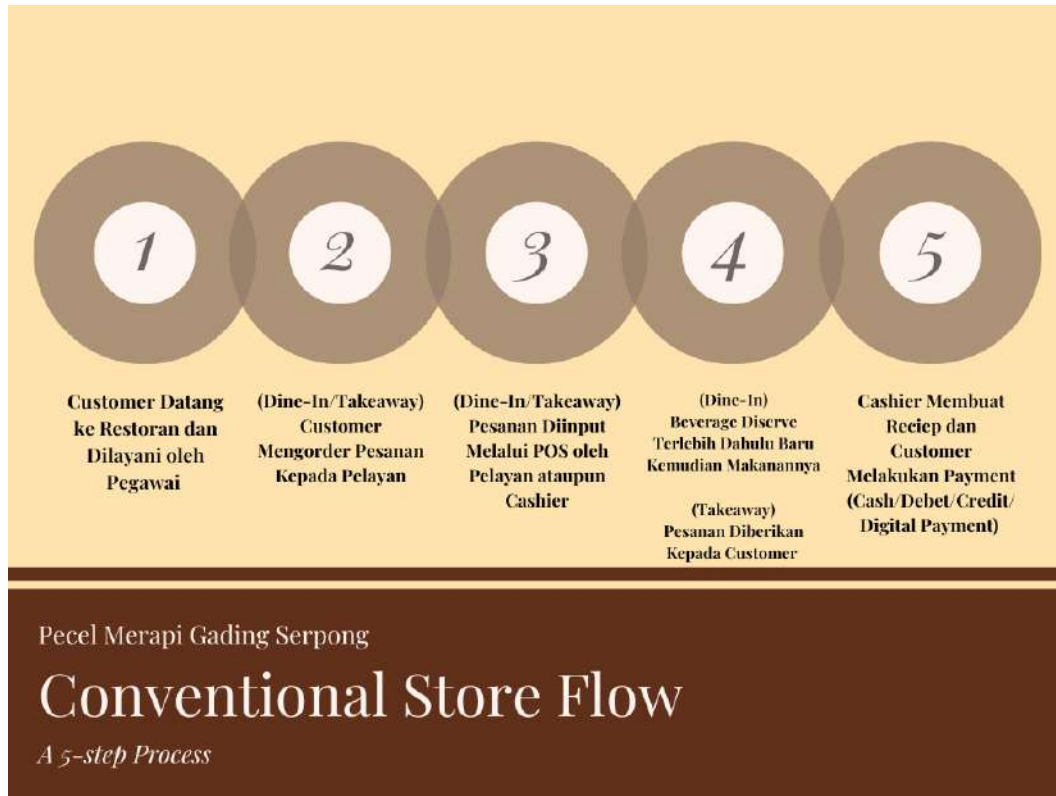 1
Customer Datang
ke Restoran dan
Dilayani oleh
Pegawai
2
(Dine-In/Takeaway)
Customer
Mengorder Pesanan
Kepada Pelayan
3
(Dine-In/Takeaway)
Pesanan Diinput
Melalui POS oleh
Pelayan ataupun
Cashier
4
(Dine-In)
Beverage Diserve
Terlebih Dahulu Baru
Kemudian Makanannya
(Takeaway)
Pesanan Diberikan
Kepada Customer
5
Cashier Membuat
Reciep dan
Customer
Melakukan Payment
(Cash/Debet/Credit/
Digital Payment)
Pecel Merapi Gading Serpong
Conventional Store Flow
A 5-step Process